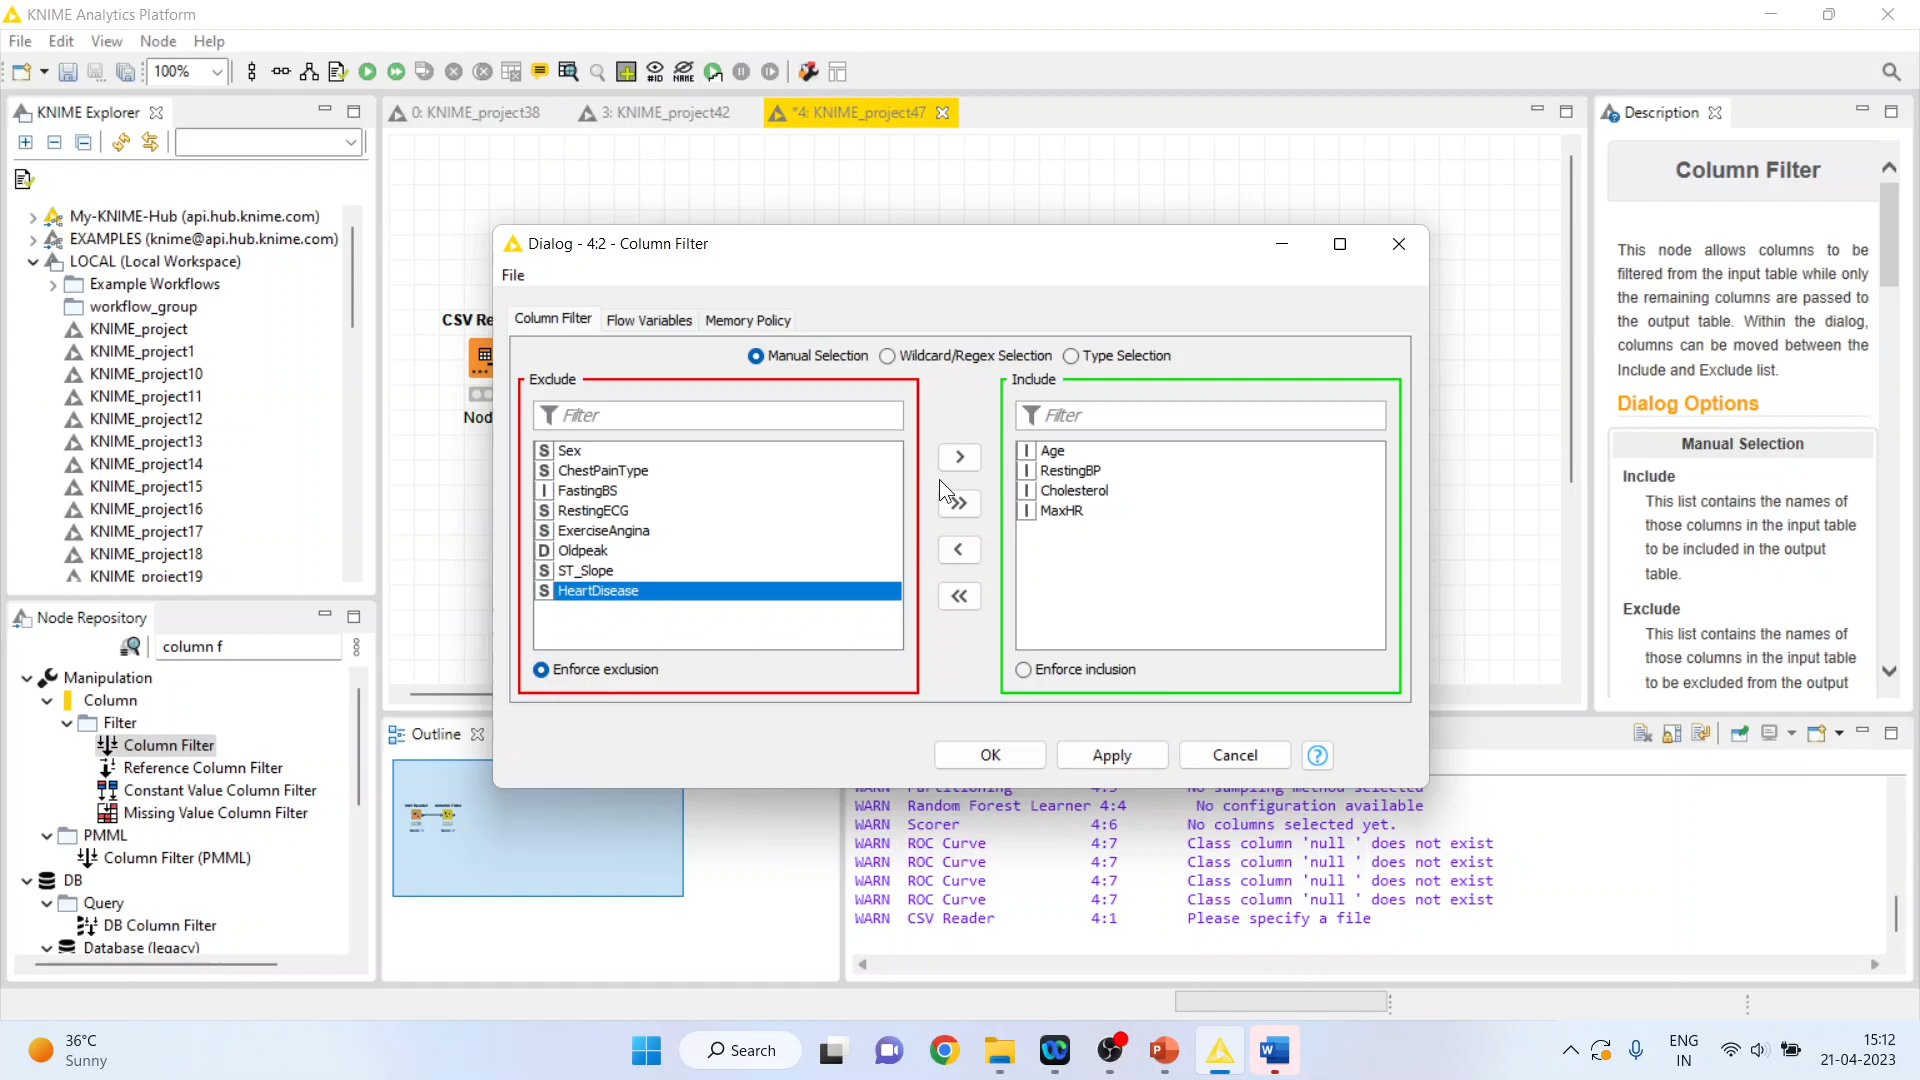 KNIME Analytics Platform
File Edit View Node Help
100%
KNIME Explorer
0: KNIME_project38
3: KNIME_project42
*4: KNIME_project47
Description
My-KNIME-Hub (api.hub.knime.com)
EXAMPLES (knime@api.hub.knime.com)
LOCAL (Local Workspace)
Example Workflows
workflow_group
KNIME_project
KNIME_project1
KNIME_project10
KNIME_project11
KNIME_project12
KNIME_project13
KNIME_project14
KNIME_project15
KNIME_project16
KNIME_project17
KNIME_project18
KNIME_project19
Node Repository
column f
Manipulation
Column
Filter
Column Filter
Reference Column Filter
Constant Value Column Filter
Missing Value Column Filter
PMML
Column Filter (PMML)
DB
Query
DB Column Filter
Database (legacy)
CSV Re
Nod
Dialog - 4:2 - Column Filter
File
Column Filter Flow Variables Memory Policy
Manual Selection Wildcard/Regex Selection Type Selection
Exclude
Filter
S Sex
S ChestPainType
I FastingBS
S RestingECG
S ExerciseAngina
D Oldpeak
S ST_Slope
S HeartDisease
Enforce exclusion
Include
Filter
I Age
I RestingBP
I Cholesterol
I MaxHR
Enforce inclusion
OK Apply Cancel
Outline
WARN Random Forest Learner 4:4 No configuration available
WARN Scorer 4:6 No columns selected yet.
WARN ROC Curve 4:7 Class column 'null ' does not exist
WARN ROC Curve 4:7 Class column 'null ' does not exist
WARN ROC Curve 4:7 Class column 'null ' does not exist
WARN ROC Curve 4:7 Class column 'null ' does not exist
WARN CSV Reader 4:1 Please specify a file
Column Filter
This node allows columns to be
filtered from the input table while only
the remaining columns are passed to
the output table. Within the dialog,
columns can be moved between the
Include and Exclude list.
Dialog Options
Manual Selection
Include
This list contains the names of
those columns in the input table
to be included in the output
table.
Exclude
This list contains the names of
those columns in the input table
to be excluded from the output
36°C
Sunny
Search
ENG
IN
15:12
21-04-2023